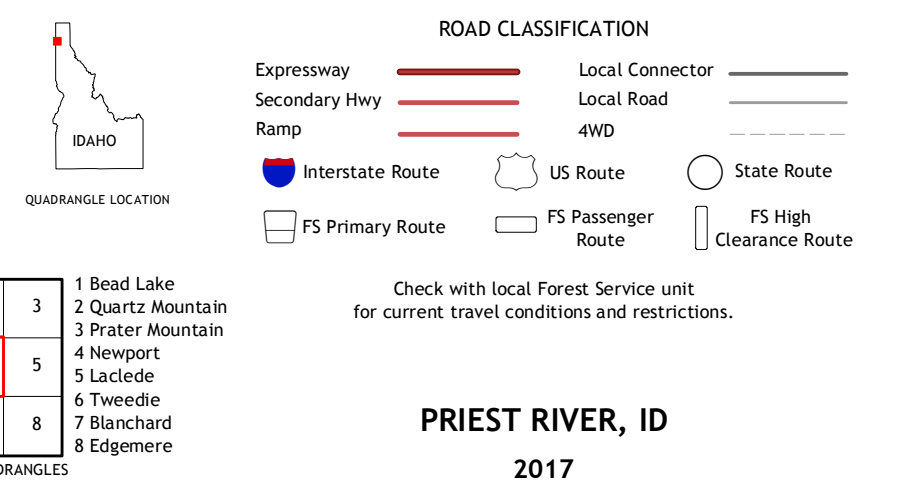 ROAD CLASSIFICATION
Expressway
Local Connector
Secondary Hwy
Local Road
Ramp
4WD
Interstate Route
US Route
State Route
FS Primary Route
FS Passenger
Route
FS High
Clearance Route
IDAHO
QUADRANGLE LOCATION
3
5
8
1 Bead Lake
2 Quartz Mountain
3 Prater Mountain
4 Newport
5 Laclede
6 Tweedie
7 Blanchard
8 Edgemere
DRANGLES
Check with local Forest Service unit
for current travel conditions and restrictions.
PRIEST RIVER, ID
2017